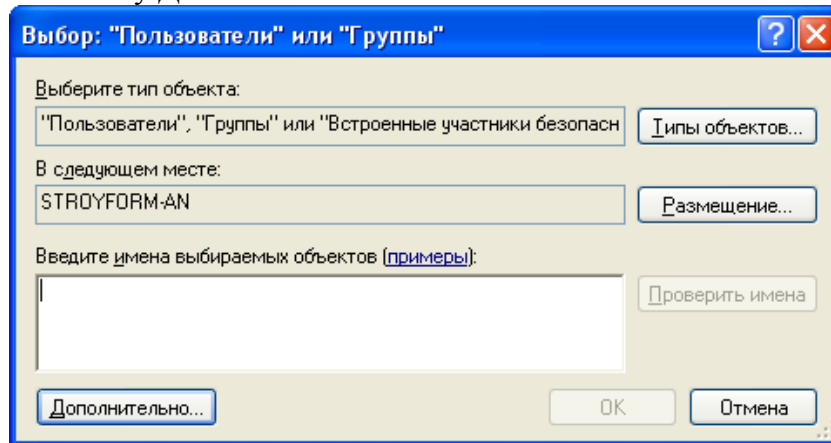 Выбор: "Пользователи" или "Группы"
Выберите тип объекта:
"Пользователи", "Группы" или "Встроенные участники безопасн
Типы объектов...
В следующем месте:
STROYFORM-AN
Размещение...
Введите имена выбираемых объектов (примеры):
Проверить имена
Дополнительно...
OK
Отмена